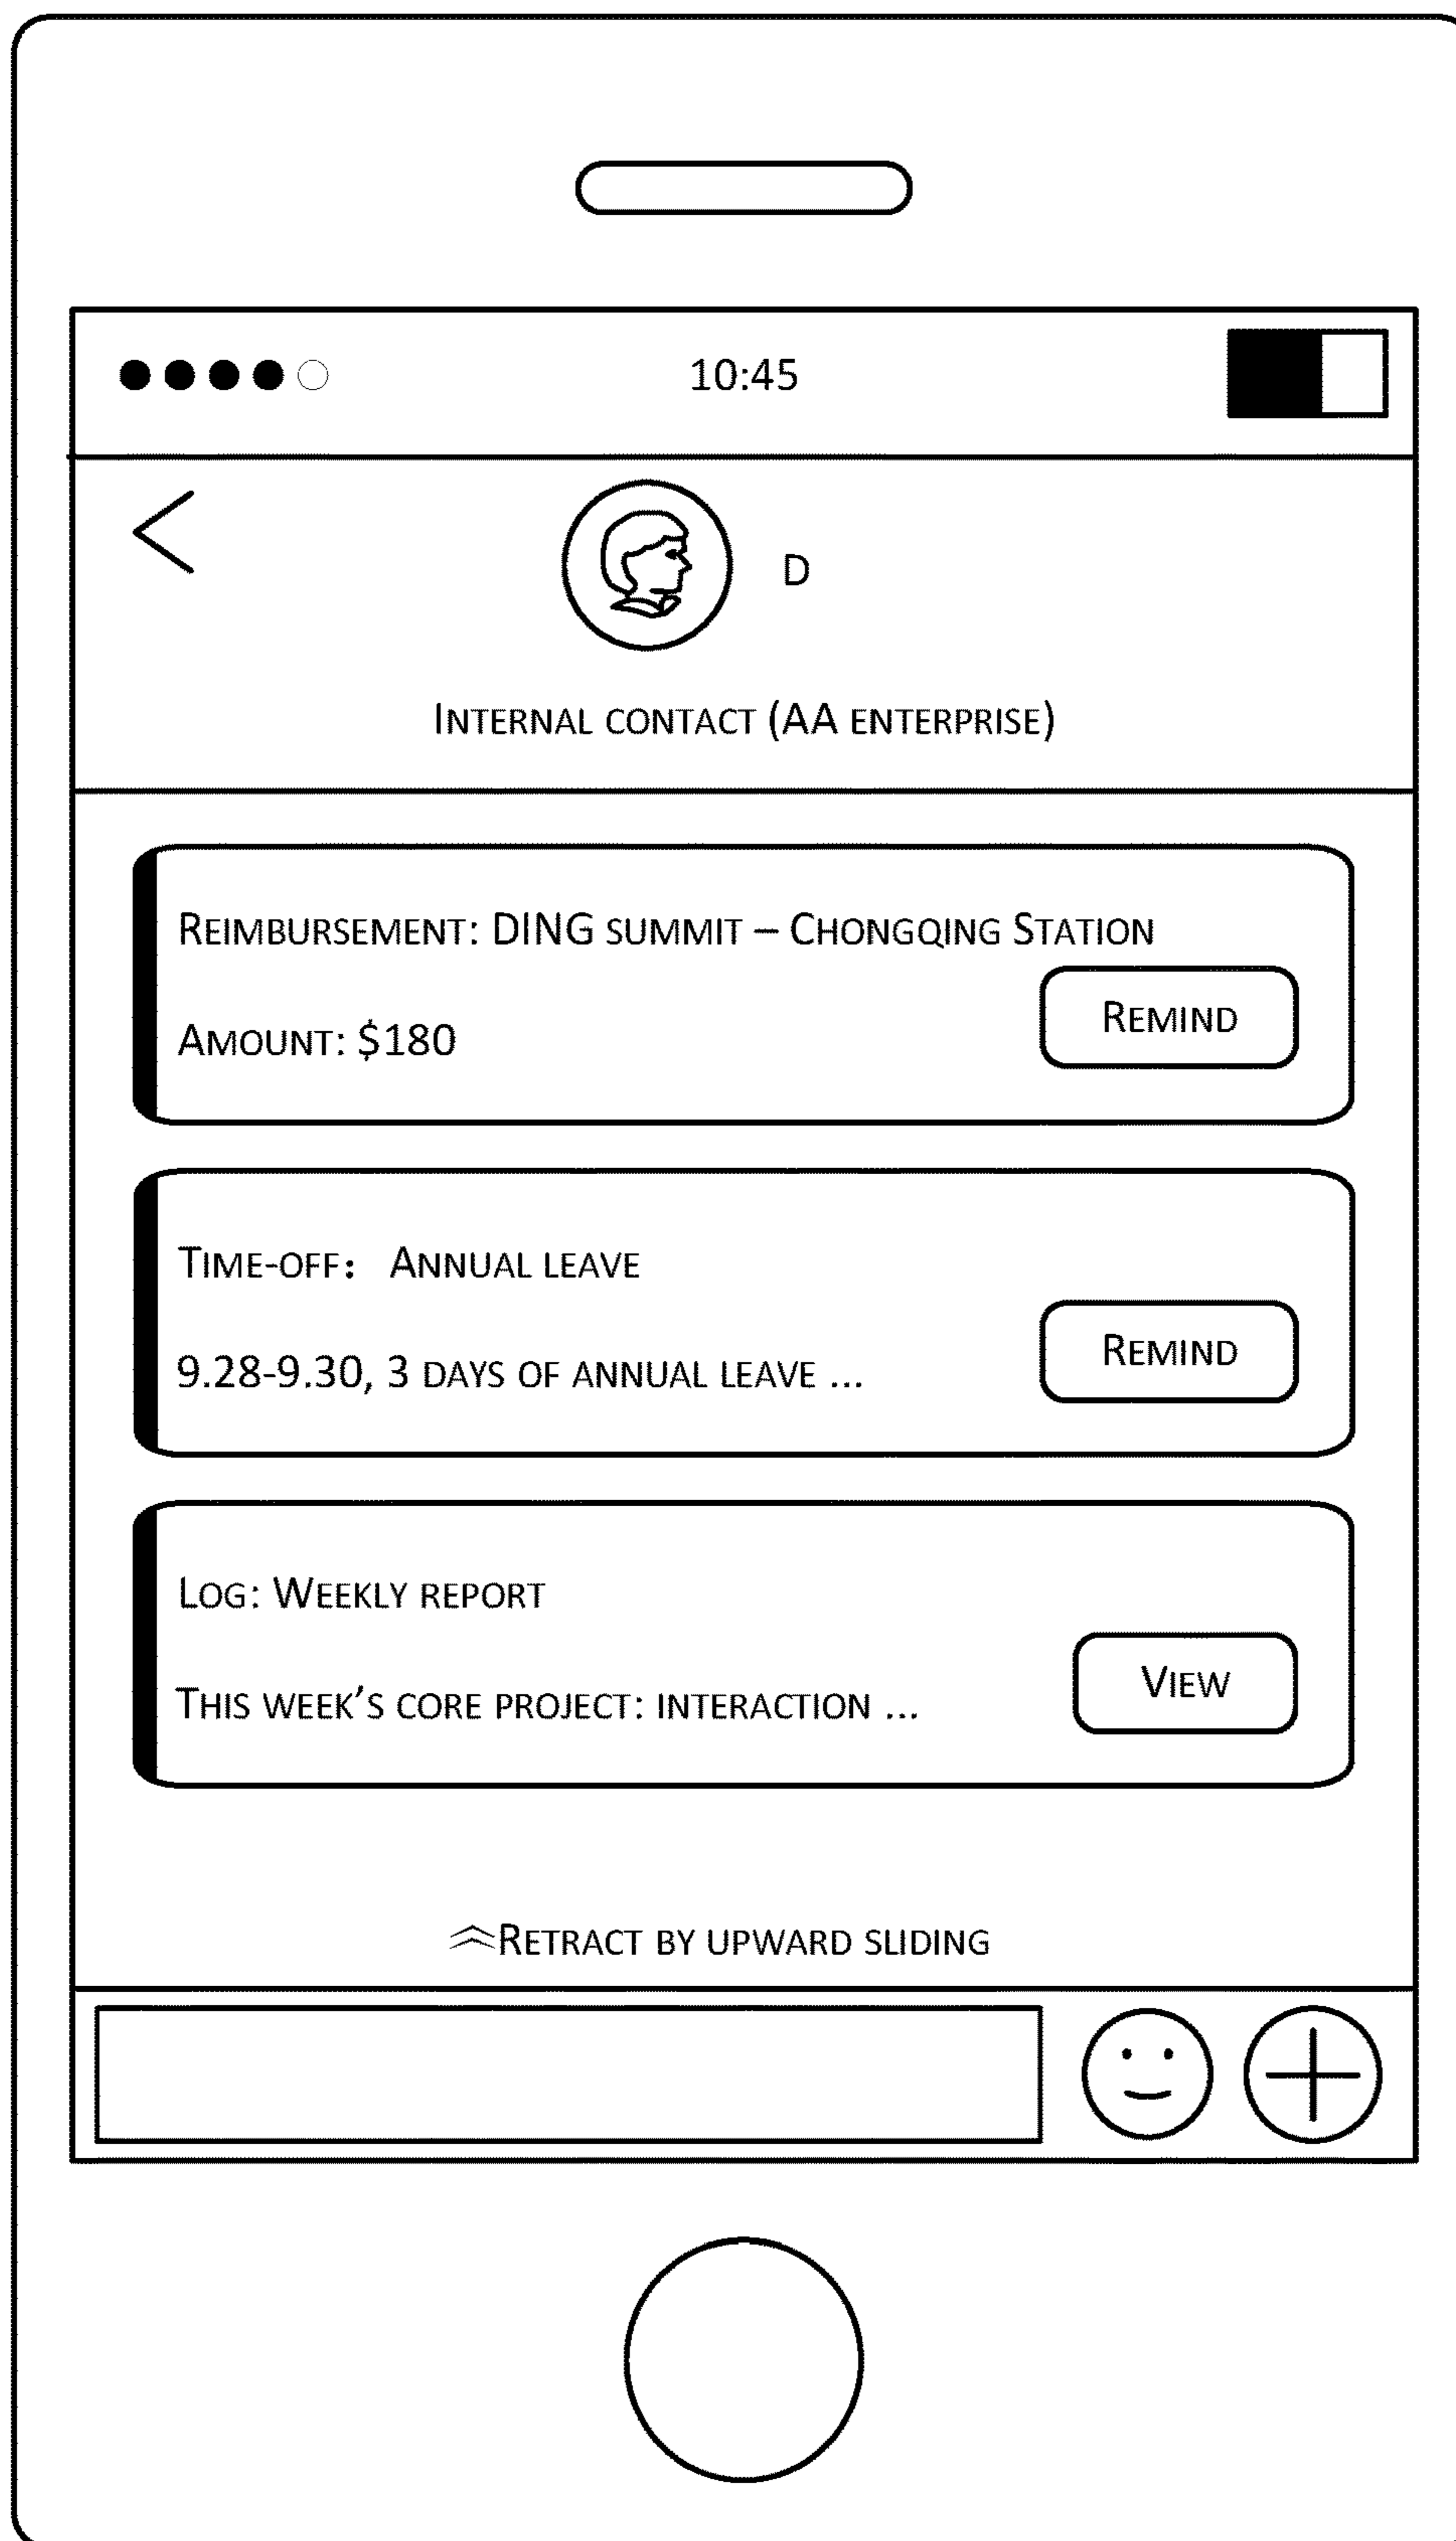 10:45
D
Internal contact (AA enterprise)
Reimbursement: DING summit – Chongqing Station
Remind
Amount: $180
Time-off： Annual leave
Remind
9.28-9.30, 3 days of annual leave ...
Log: Weekly report
View
This week’s core project: interaction ...
Retract by upward sliding